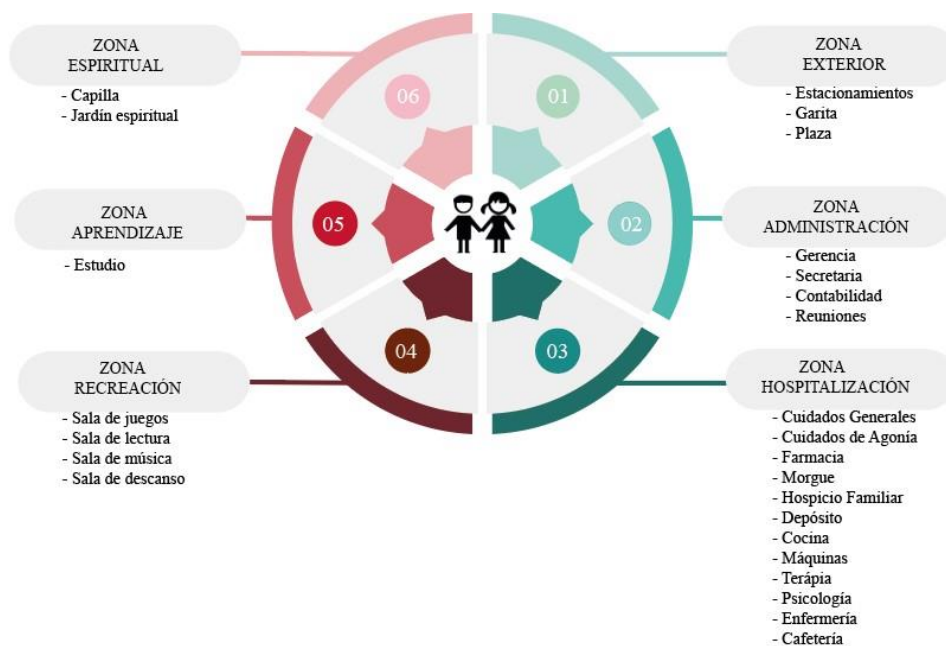 ZONA
ESPIRITUAL
- Capilla
- Jardín espiritual
06
01
ZONA
EXTERIOR
- Estacionamientos
- Garita
- Plaza
ZONA
APRENDIZAJE
- Estudio
05
02
ZONA
ADMINISTRACIÓN
- Gerencia
- Secretaria
- Contabilidad
- Reuniones
ZONA
RECREACIÓN
- Sala de juegos
- Sala de lectura
- Sala de música
- Sala de descanso
04
03
ZONA
HOSPITALIZACIÓN
- Cuidados Generales
- Cuidados de Agonía
- Farmacia
- Morgue
- Hospicio Familiar
- Depósito
- Cocina
- Máquinas
- Terápia
- Psicología
- Enfermería
- Cafetería